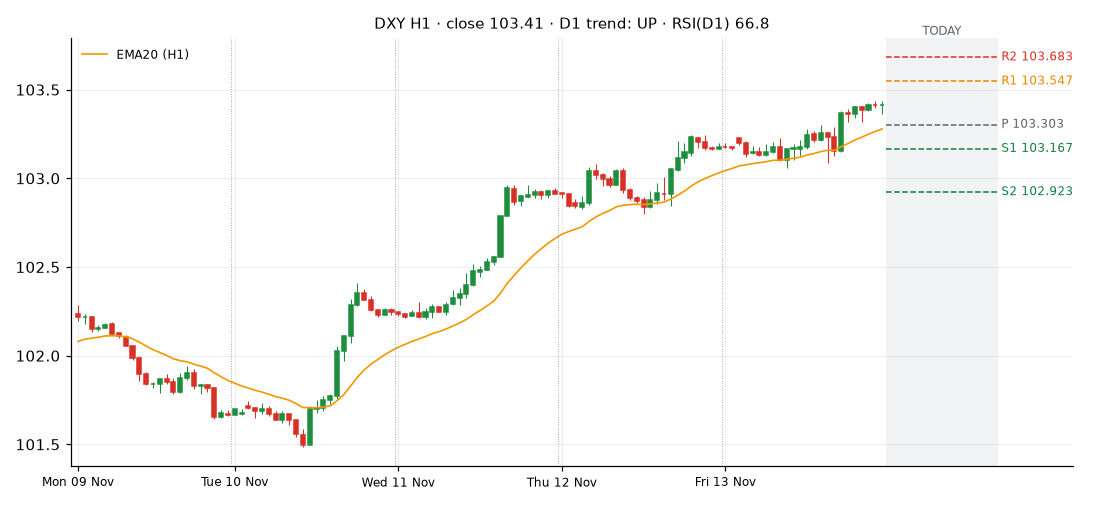 DXY H1 · close 103.41 · D1 trend: UP · RSI(D1) 66.8
TODAY
EMA20 (H1)
R2 103.683
R1 103.547
P 103.303
S1 103.167
S2 102.923
103.5
103.0
102.5
102.0
101.5
Mon 09 Nov
Tue 10 Nov
Wed 11 Nov
Thu 12 Nov
Fri 13 Nov